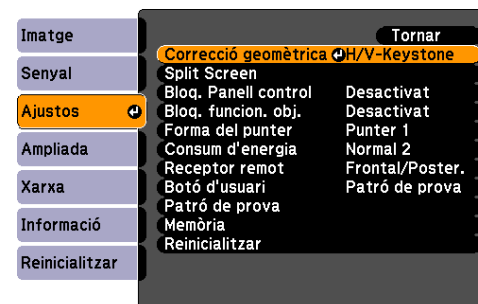 Imatge
Senyal
Ajustos
Ampliada
Xarxa
Informació
Reinicialitzar
Tornar
Correcció geomètrica H/V-Keystone
Split Screen
Bloq. Panell control Desactivat
Bloq. funcion. obj. Desactivat
Forma del punter Punter 1
Consum d'energia Normal 2
Receptor remot Frontal/Poster.
Botó d'usuari Patró de prova
Patró de prova
Memòria
Reinicialitzar